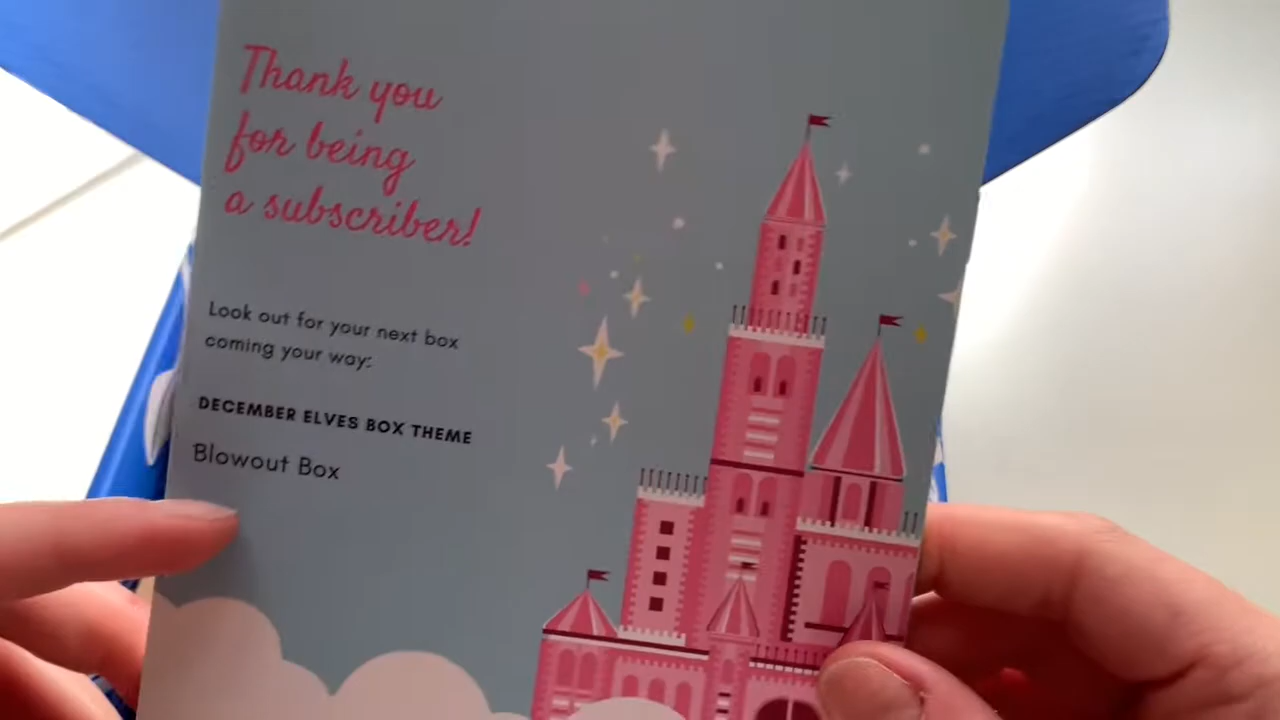 Thank you
for being
a subscriber!
Look out for your next box
coming your way:
DECEMBER ELVES BOX THEME
Blowout Box